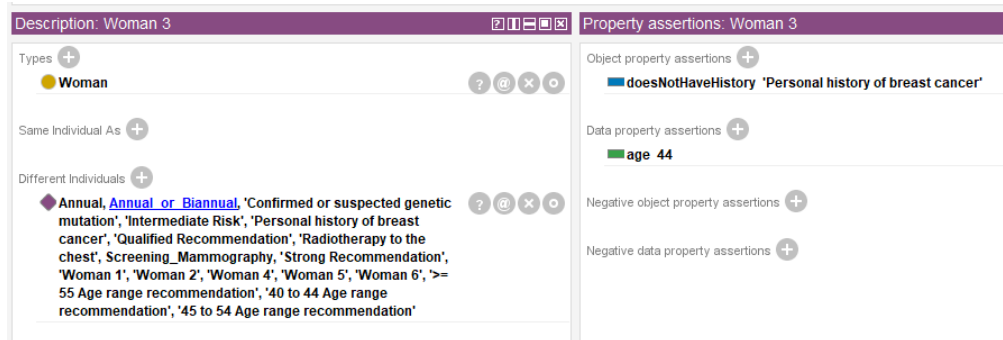 Description: Woman 3
Types
Woman
Same Individual As
Different Individuals
Annual, Annual_or_Biannual, 'Confirmed or suspected genetic
mutation', 'Intermediate Risk', 'Personal history of breast
cancer', 'Qualified Recommendation', 'Radiotherapy to the
chest', Screening_Mammography, 'Strong Recommendation',
'Woman 1', 'Woman 2', 'Woman 4', 'Woman 5', 'Woman 6', '>=
55 Age range recommendation', '40 to 44 Age range
recommendation', '45 to 54 Age range recommendation'
Property assertions: Woman 3
Object property assertions
doesNotHaveHistory 'Personal history of breast cancer'
Data property assertions
age 44
Negative object property assertions
Negative data property assertions